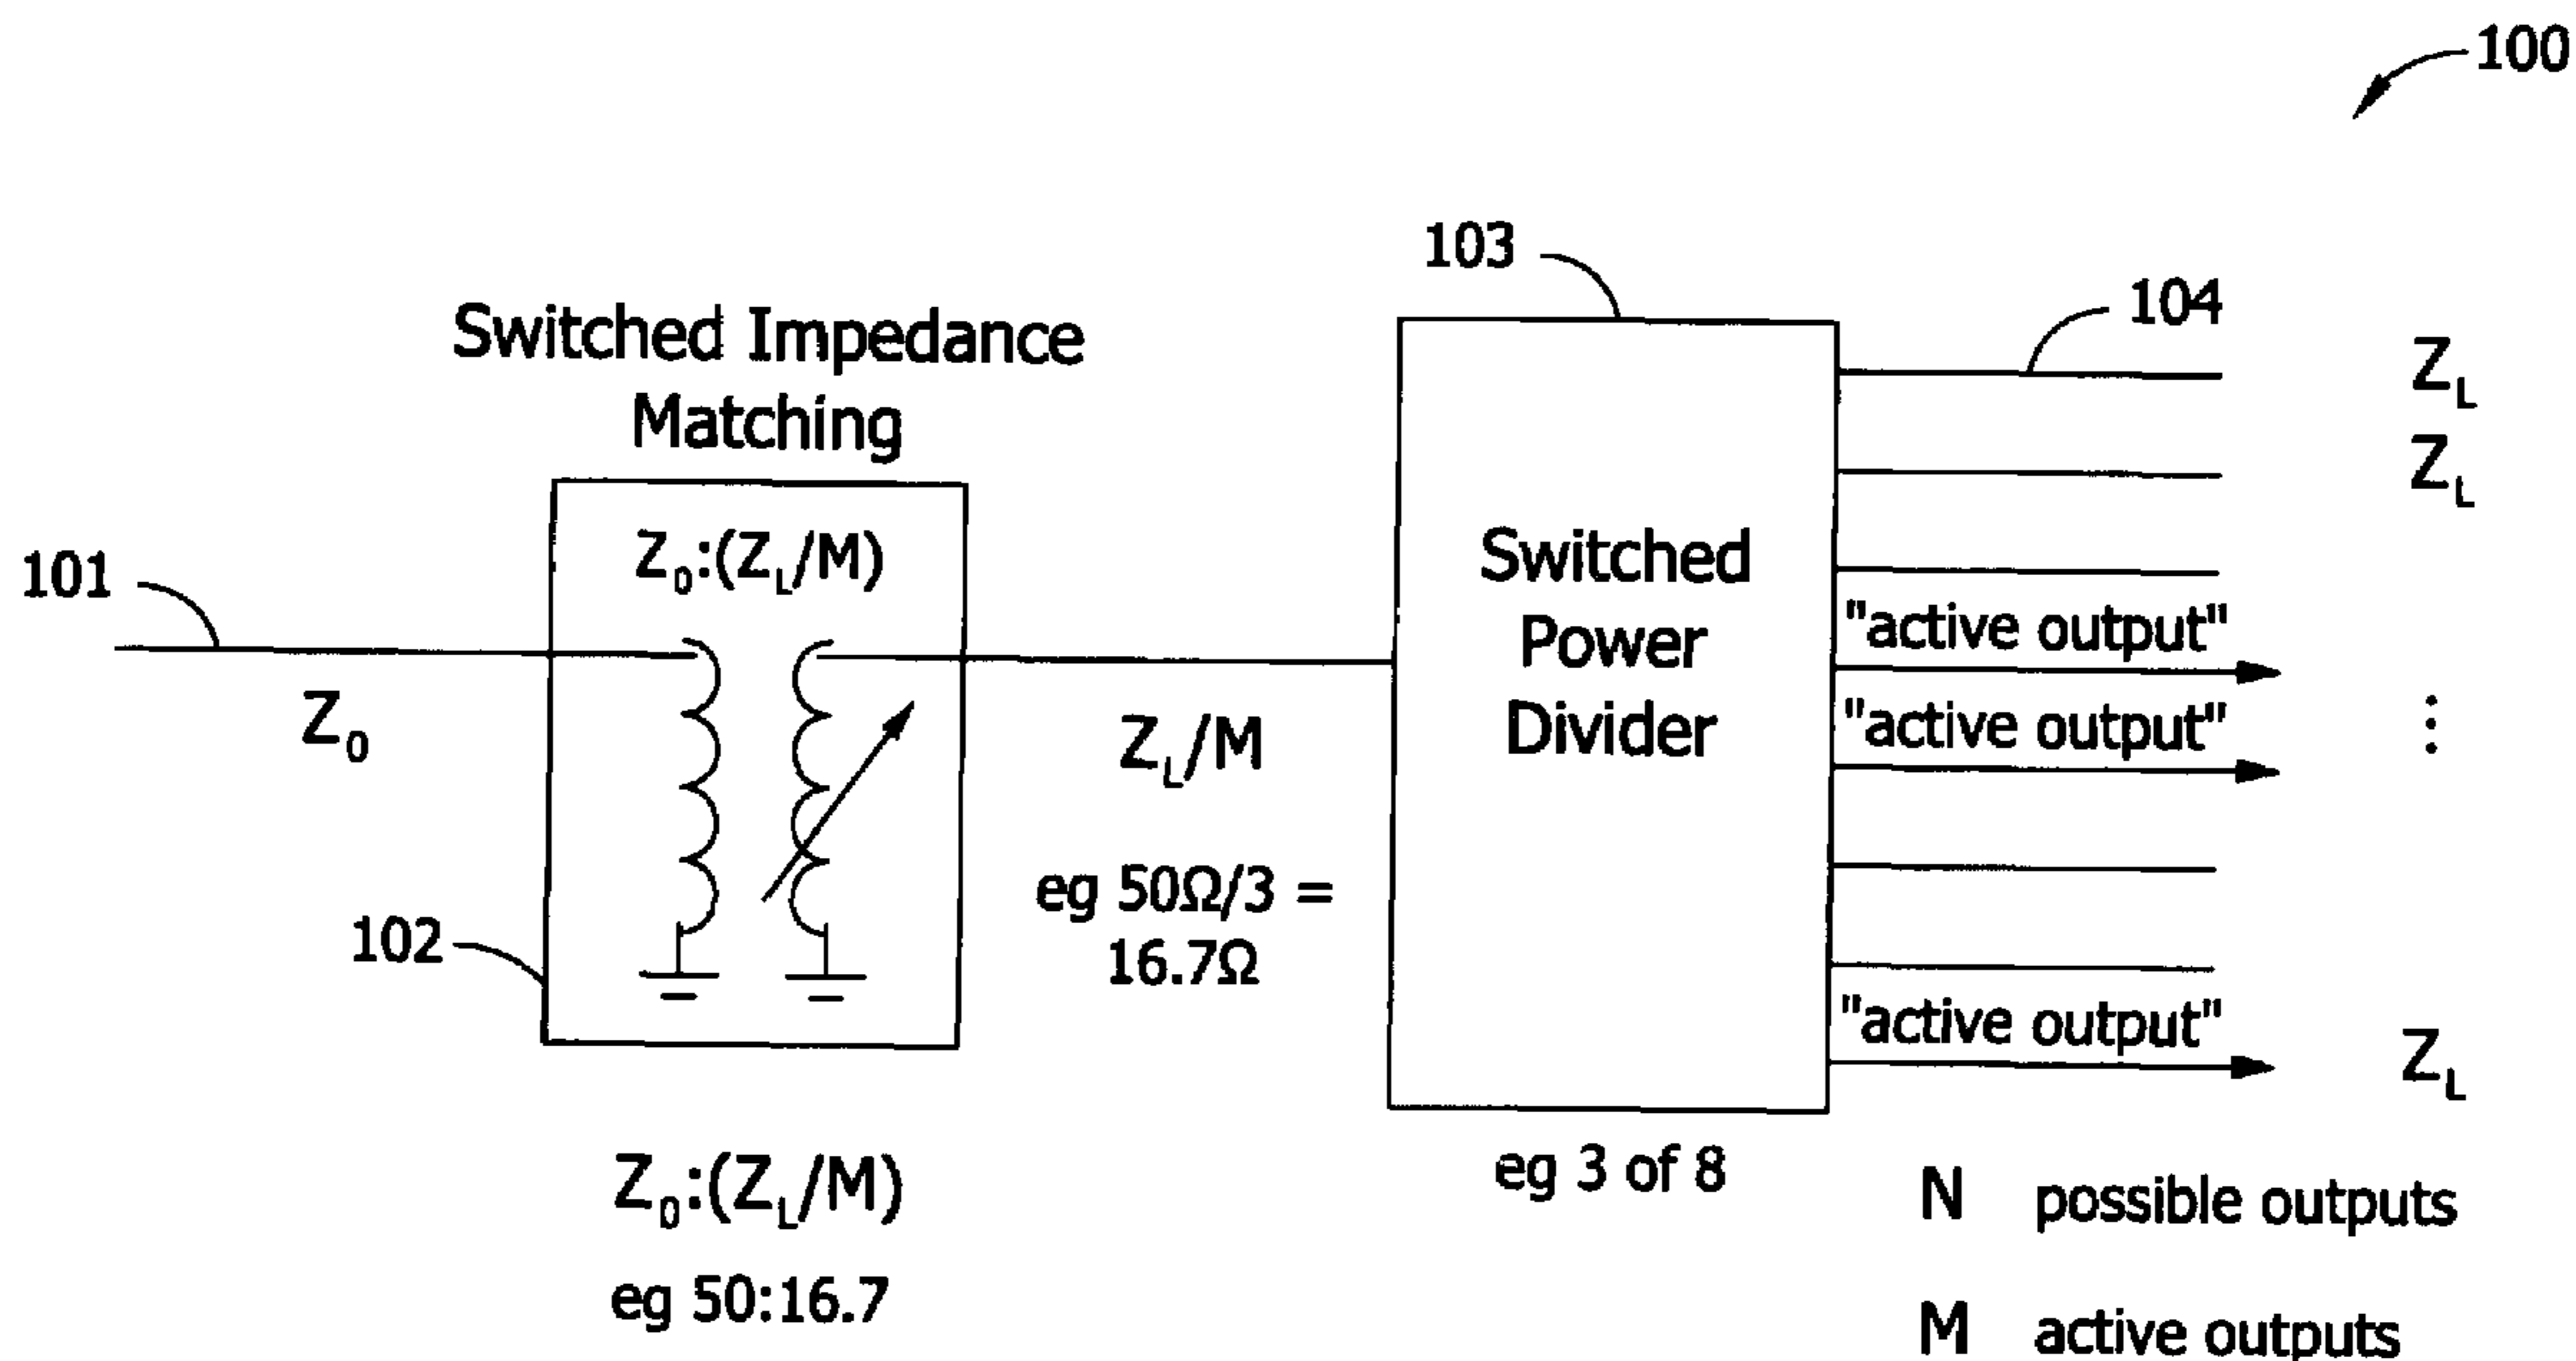 100
103
104
Switched Impedance
Matching
Z_L
Z_L
Z_0:(Z_L/M)
Switched
Power
Divider
101
"active output"
Z_0
Z_L/M
"active output"
eg 50Ω/3 =
16.7Ω
102
"active output"
Z_L
Z_0:(Z_L/M)
eg 3 of 8
N possible outputs
eg 50:16.7
M active outputs